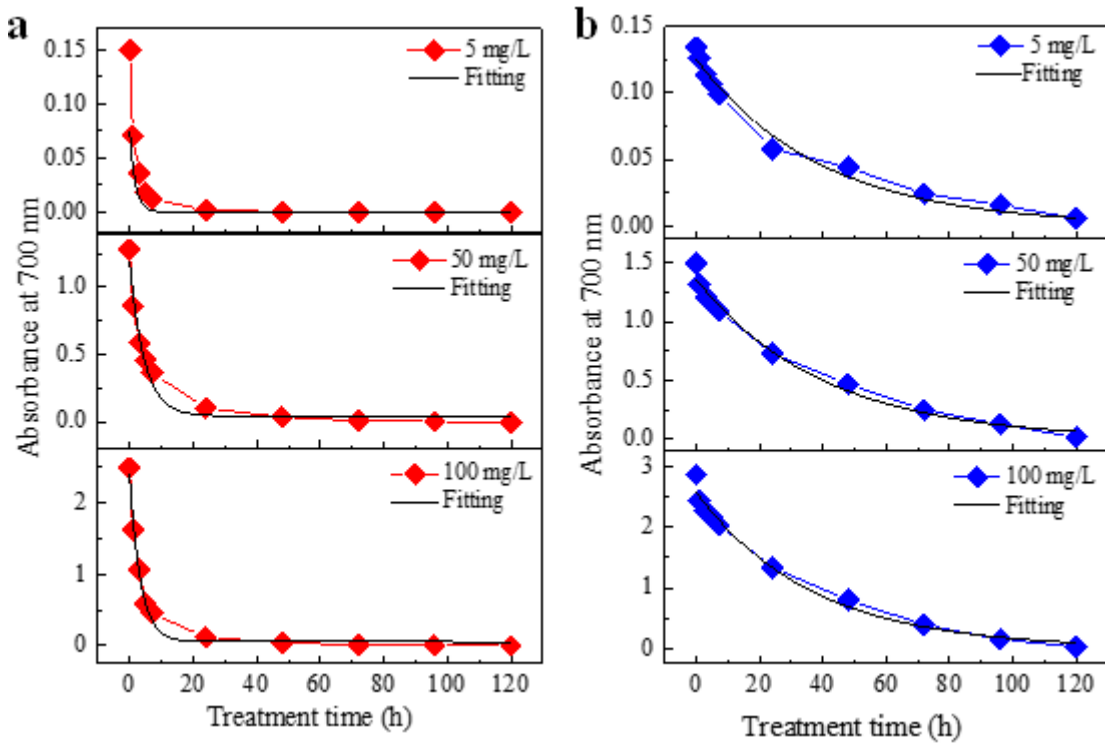 a
Absorbance at 700 nm
0.15
0.10
0.05
0.00
5 mg/L
Fitting
1.0
0.5
0.0
50 mg/L
Fitting
2
1
0
100 mg/L
Fitting
0 20 40 60 80 100 120
Treatment time (h)
b
Absorbance at 700 nm
0.15
0.10
0.05
0.00
5 mg/L
Fitting
1.5
1.0
0.5
0.0
50 mg/L
Fitting
3
2
1
0
100 mg/L
Fitting
0 20 40 60 80 100 120
Treatment time (h)